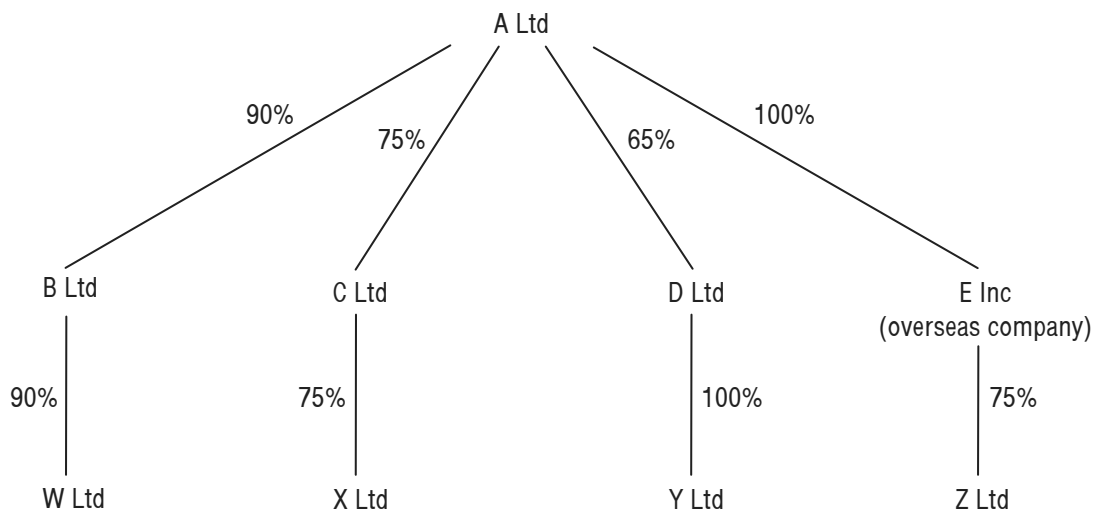 A Ltd
90%
75%
65%
100%
B Ltd
C Ltd
D Ltd
E Inc
(overseas company)
90%
75%
100%
75%
W Ltd
X Ltd
Y Ltd
Z Ltd